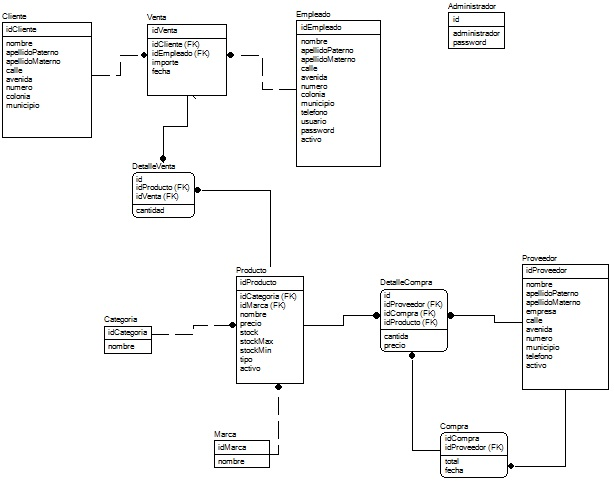 Cliente
idCliente
nombre
apellidoPaterno
apellidoMaterno
calle
avenida
numero
colonia
municipio
Venta
idVenta
idCliente (FK)
idEmpleado (FK)
importe
fecha
Empleado
idEmpleado
nombre
apellidoPaterno
apellidoMaterno
calle
avenida
numero
colonia
municipio
telefono
usuario
password
activo
Administrador
id
administrador
password
DetalleVenta
id
idProducto (FK)
idVenta (FK)
cantidad
Producto
idProducto
idCategoria (FK)
idMarca (FK)
nombre
precio
stock
stockMax
stockMin
tipo
activo
Categoria
idCategoria
nombre
Marca
idMarca
nombre
DetalleCompra
id
idProveedor (FK)
idCompra (FK)
idProducto (FK)
cantida
precio
Proveedor
idProveedor
nombre
apellidoPaterno
apellidoMaterno
empresa
calle
avenida
numero
municipio
telefono
activo
Compra
idCompra
idProveedor (FK)
total
fecha